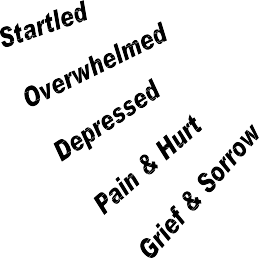 Startled
Overwhelmed
Depressed
Pain & Hurt
Grief & Sorrow